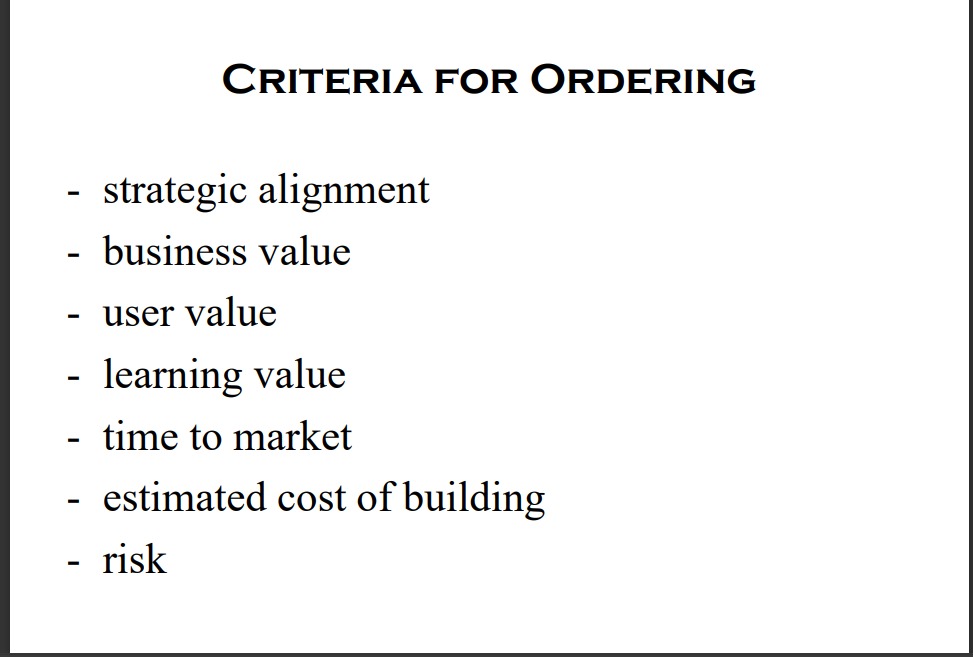 Criteria for Ordering
- strategic alignment
- business value
- user value
- learning value
- time to market
- estimated cost of building
- risk